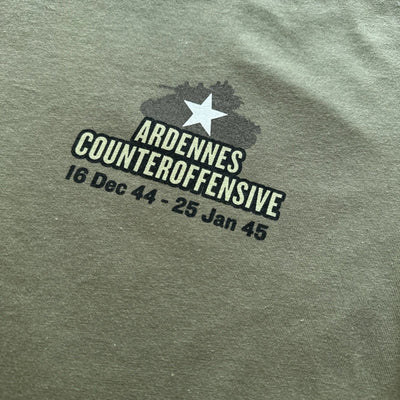 ARDENNES
COUNTEROFFENSIVE
16 Dec 44 - 25 Jan 45